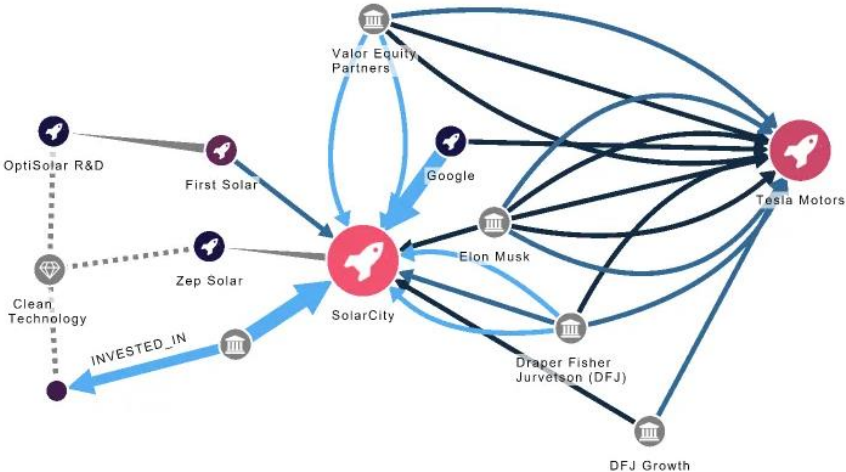 Valor Equity
Partners
OptiSolar R&D
First Solar
Google
Tesla Motors
Elon Musk
Zep Solar
SolarCity
Clean
Technology
INVESTED_IN
Draper Fisher
Jurvetson (DFJ)
DFJ Growth